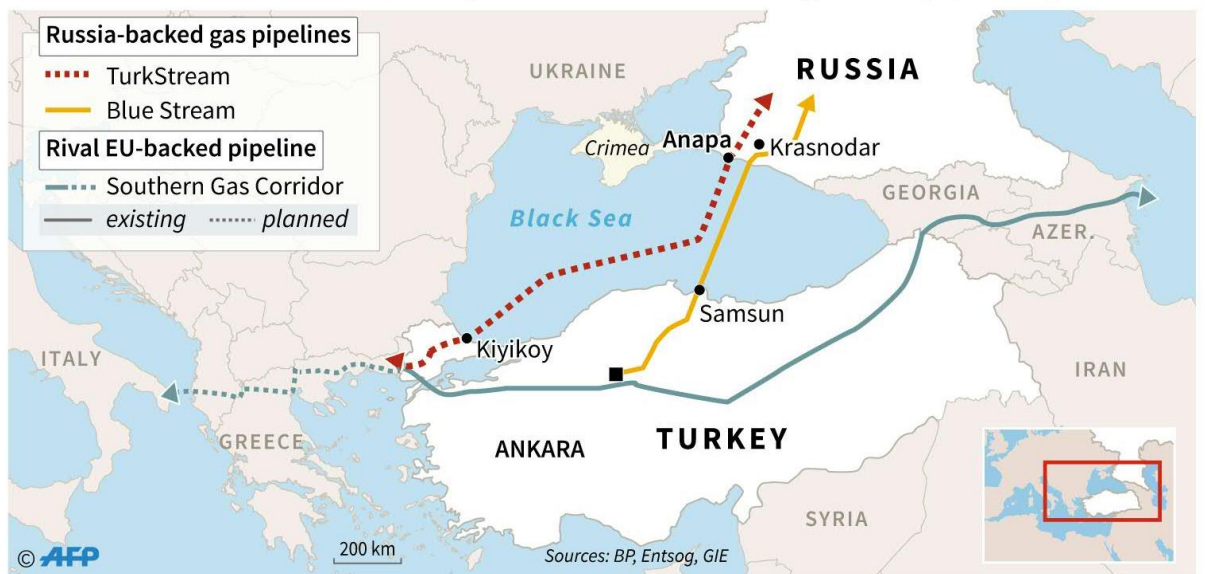 Russia-backed gas pipelines
TurkStream
Blue Stream
Rival EU-backed pipeline
Southern Gas Corridor
existing planned
UKRAINE
RUSSIA
Crimea
Anapa
Krasnodar
GEORGIA
Black Sea
AZER.
Samsun
Kiyikoy
ITALY
IRAN
GREECE
ANKARA
TURKEY
SYRIA
© AFP
200 km
Sources: BP, Entsog, GIE